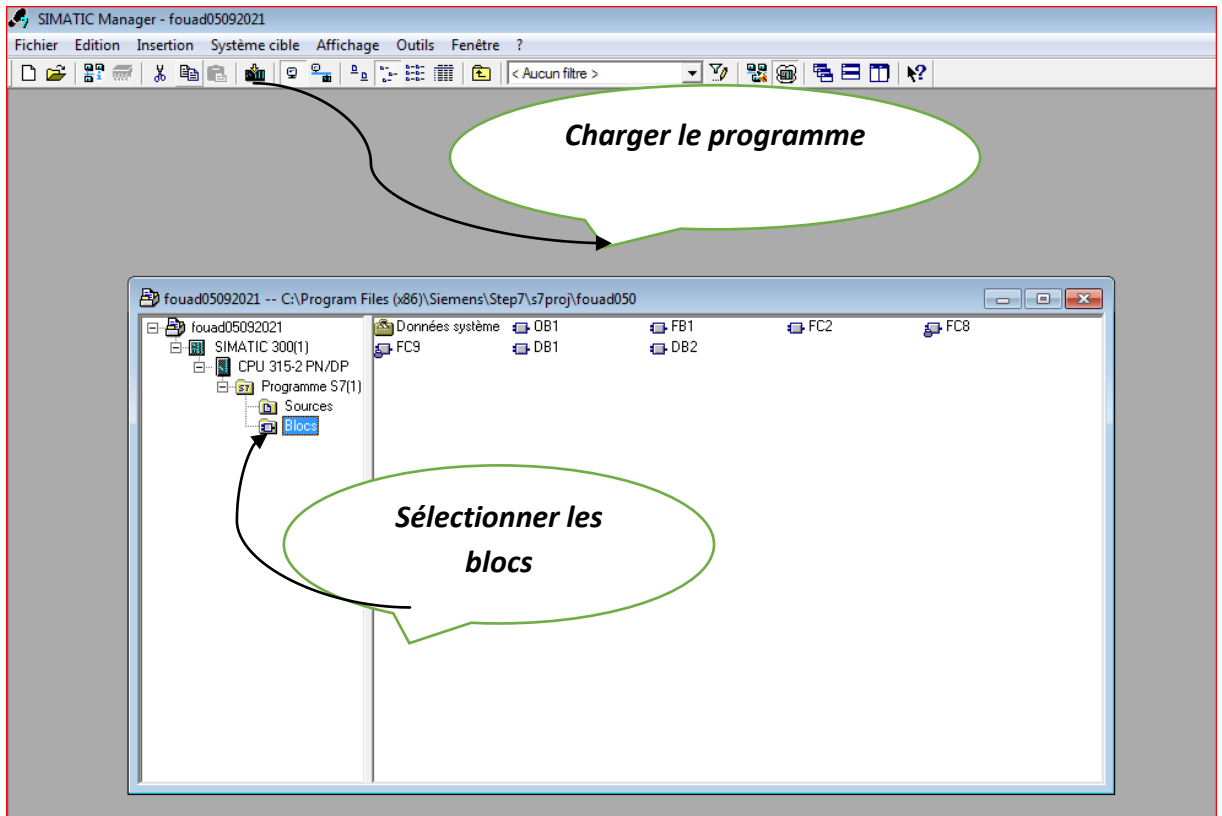 SIMATIC Manager - fouad05092021
Fichier Edition Insertion Système cible Affichage Outils Fenêtre ?
< Aucun filtre >
Charger le programme
fouad05092021 -- C:\Program Files (x86)\Siemens\Step7\s7proj\fouad050
fouad05092021
SIMATIC 300(1)
CPU 315-2 PN/DP
Programme S7(1)
Sources
Blocs
Données système OB1 FB1 FC2 FC8
FC9 DB1 DB2
Sélectionner les
blocs